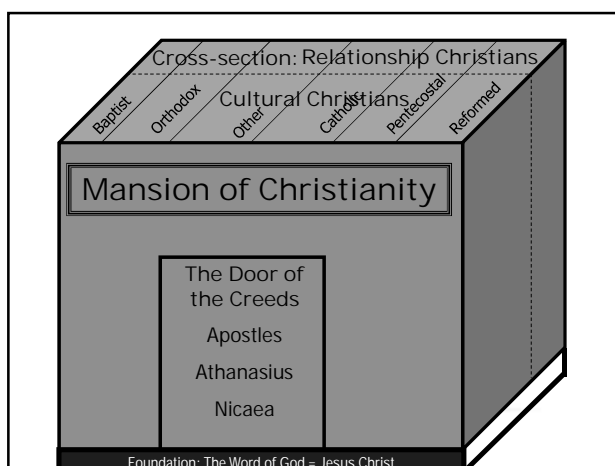 Cross-section: Relationship Christians
Cultural Christians
Baptist
Orthodox
Other
Catholic
Pentecostal
Reformed
Mansion of Christianity
The Door of
the Creeds
Apostles
Athanasius
Nicaea
Foundation: The Word of God = Jesus Christ